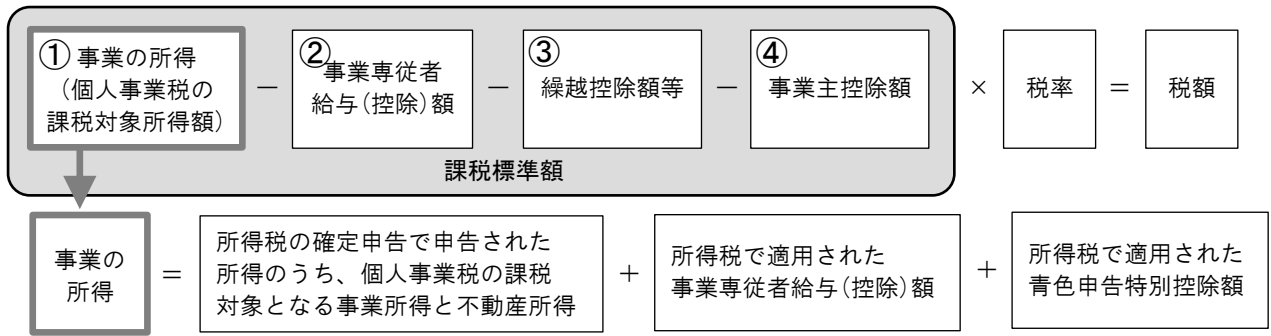 ① 事業の所得
(個人事業税の
課税対象所得額)
−
② 事業専従者
給与(控除)額
−
③
繰越控除額等
−
④
事業主控除額
×
税率
=
税額
課税標準額
事業の
所得
=
所得税の確定申告で申告された
所得のうち、個人事業税の課税
対象となる事業所得と不動産所得
+
所得税で適用された
事業専従者給与(控除)額
+
所得税で適用された
青色申告特別控除額